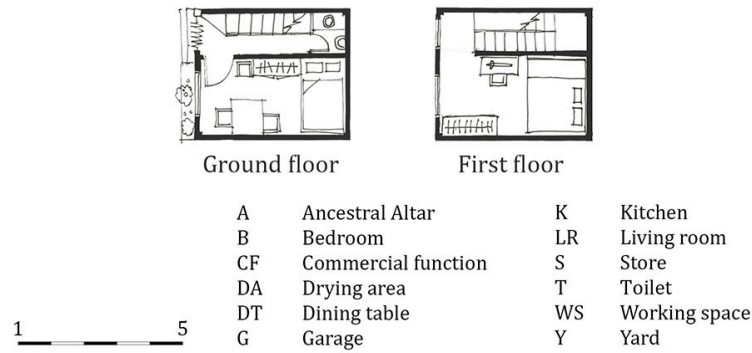 Ground floor
First floor
A Ancestral Altar
B Bedroom
CF Commercial function
DA Drying area
DT Dining table
G Garage
K Kitchen
LR Living room
S Store
T Toilet
WS Working space
Y Yard
1 5